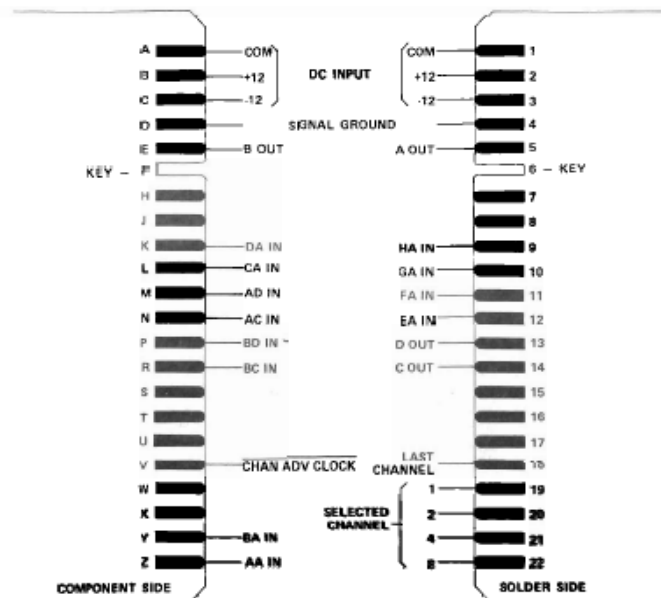 A COM COM 1
B +12 DC INPUT +12 2
C -12 -12 3
D SIGNAL GROUND 4
E B OUT A OUT 5
KEY – F 6 – KEY
H 7
J 8
K DA IN HA IN 9
L CA IN GA IN 10
M AD IN FA IN 11
N AC IN EA IN 12
P BD IN D OUT 13
R BC IN C OUT 14
S 15
T 16
U 17
V CHAN ADV CLOCK LAST CHANNEL 18
W 1 19
X SELECTED CHANNEL 2 20
Y BA IN 4 21
Z AA IN 8 22
COMPONENT SIDE SOLDER SIDE